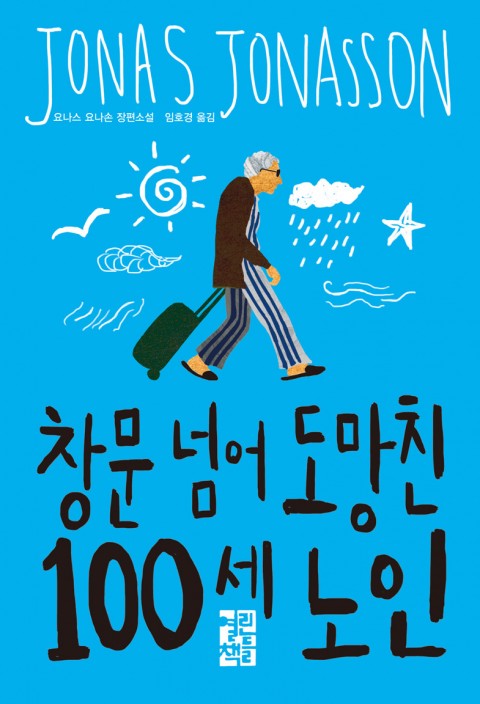 JONAS JONASSON
요나스 요나손 장편소설 임호경 옮김
창문 넘어 도망친
100세 노인
열린
책들